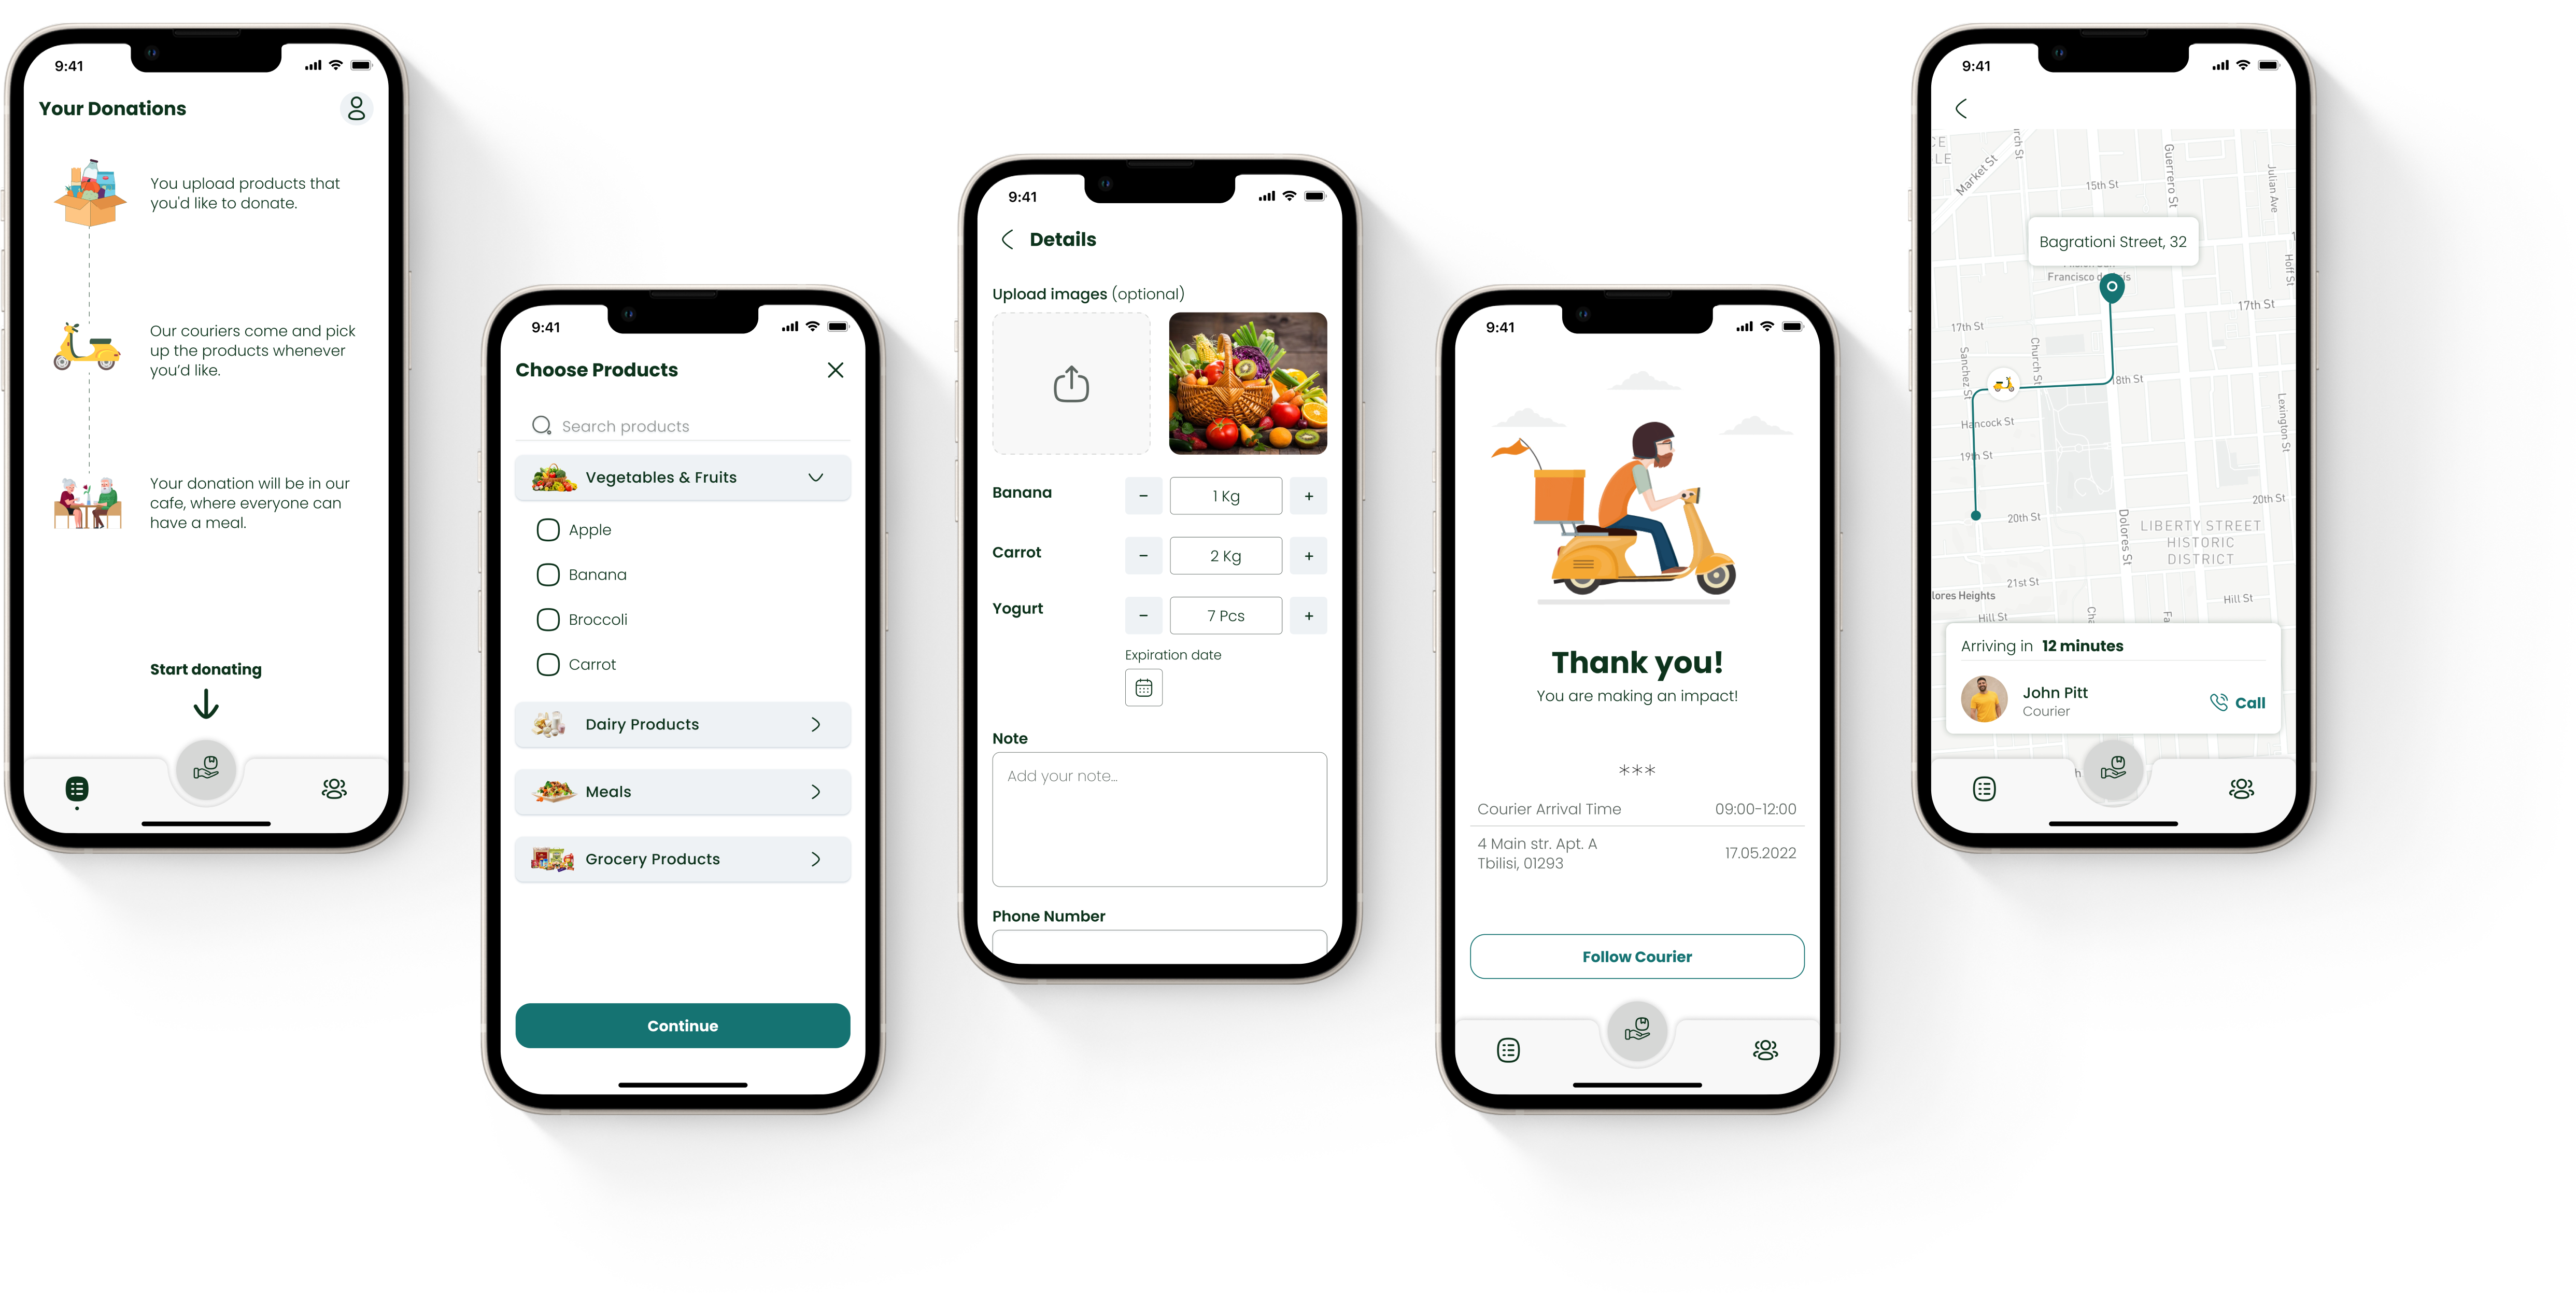 9:41
Your Donations
You upload products that
you'd like to donate.
Our couriers come and pick
up the products whenever
you'd like.
Your donation will be in our
cafe, where everyone can
have a meal.
Start donating
9:41
Choose Products
Search products
Vegetables & Fruits
Apple
Banana
Broccoli
Carrot
Dairy Products
Meals
Grocery Products
Continue
9:41
Details
Upload images (optional)
Banana
- 1 Kg +
Carrot
- 2 Kg +
Yogurt
- 7 Pcs +
Expiration date
Note
Add your note...
Phone Number
9:41
Thank you!
You are making an impact!
***
Courier Arrival Time 09:00-12:00
4 Main str. Apt. A
Tbilisi, 01293
17.05.2022
Follow Courier
9:41
Market St
15th St
Guerrero St
Julian Ave
Bagrationi Street, 32
Francisco
Hoff St
17th St
17th St
Sanchez St
Church St
18th St
Hancock St
Lexington St
19th St
20th St
20th St
Dolores St
LIBERTY STREET
HISTORIC
DISTRICT
21st St
lores Heights
Hill St
Hill St
Arriving in 12 minutes
John Pitt
Courier
Call